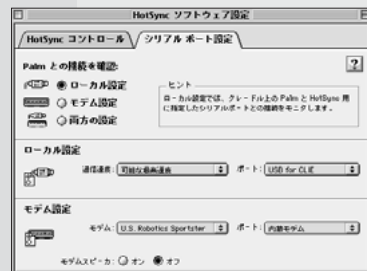 HotSync ソフトウェア設定
HotSync コントロール
シリアル ポート設定
Palm との接続を確認:
?
ローカル設定
モデム設定
両方の設定
ヒント
ローカル設定では、クレードル上の Palm と HotSync 用
に指定したシリアルポートとの接続をモニタします。
ローカル設定
通信速度: 可能な最高速度 ポート: USB for CLIE
モデム設定
モデム: U.S. Robotics Sportster ポート: 内蔵モデム
モデムスピーカ: オン オフ